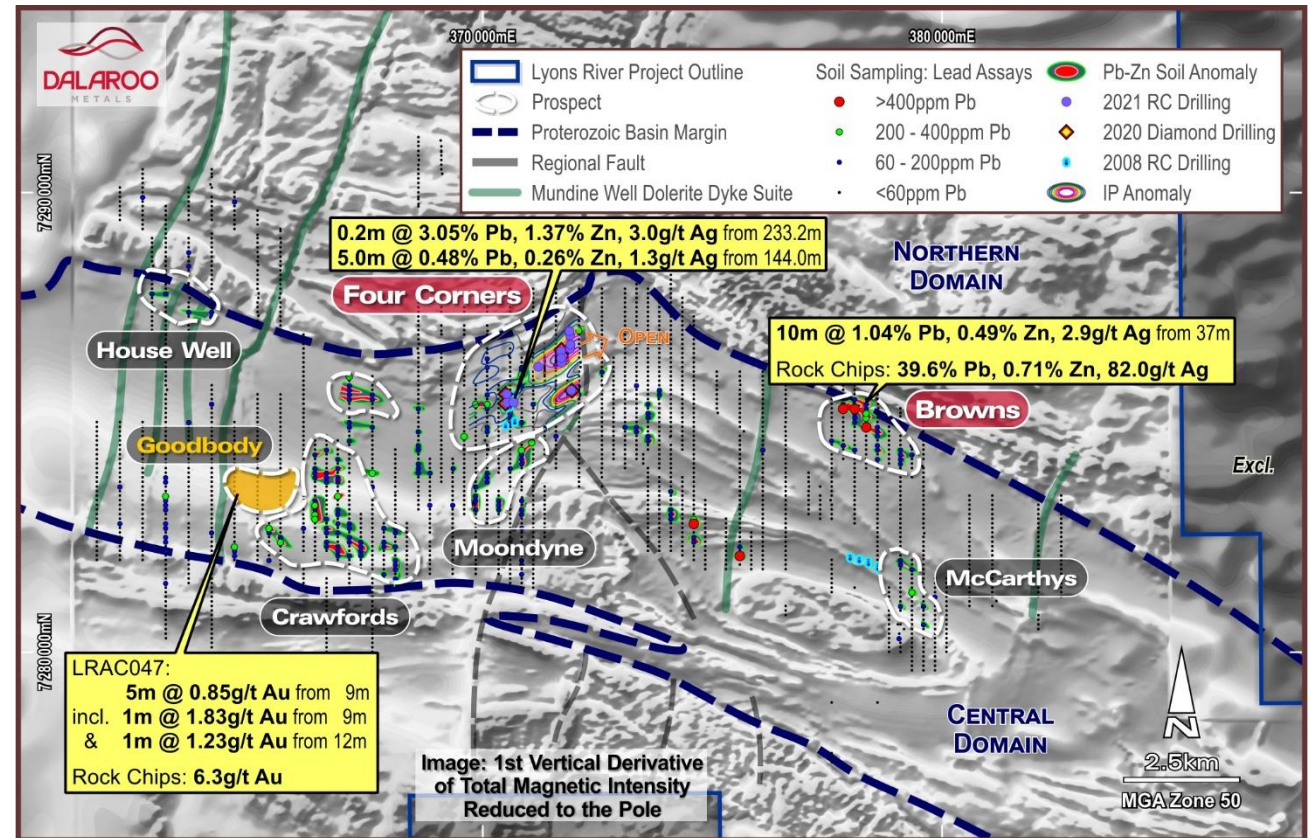 DALAROO
METALS
370 000mE
380 000mE
Lyons River Project Outline
Prospect
Proterozoic Basin Margin
Regional Fault
Mundine Well Dolerite Dyke Suite
Soil Sampling: Lead Assays
>400ppm Pb
200 - 400ppm Pb
60 - 200ppm Pb
<60ppm Pb
Pb-Zn Soil Anomaly
2021 RC Drilling
2020 Diamond Drilling
2008 RC Drilling
IP Anomaly
7 290 000mN
0.2m @ 3.05% Pb, 1.37% Zn, 3.0g/t Ag from 233.2m
5.0m @ 0.48% Pb, 0.26% Zn, 1.3g/t Ag from 144.0m
NORTHERN
DOMAIN
Four Corners
OPEN
House Well
10m @ 1.04% Pb, 0.49% Zn, 2.9g/t Ag from 37m
Rock Chips: 39.6% Pb, 0.71% Zn, 82.0g/t Ag
Browns
Goodbody
Excl.
Moondyne
McCarthys
Crawfords
7 280 000mN
LRAC047:
5m @ 0.85g/t Au from 9m
incl. 1m @ 1.83g/t Au from 9m
& 1m @ 1.23g/t Au from 12m
Rock Chips: 6.3g/t Au
CENTRAL
DOMAIN
Image: 1st Vertical Derivative
of Total Magnetic Intensity
Reduced to the Pole
N
2.5km
MGA Zone 50